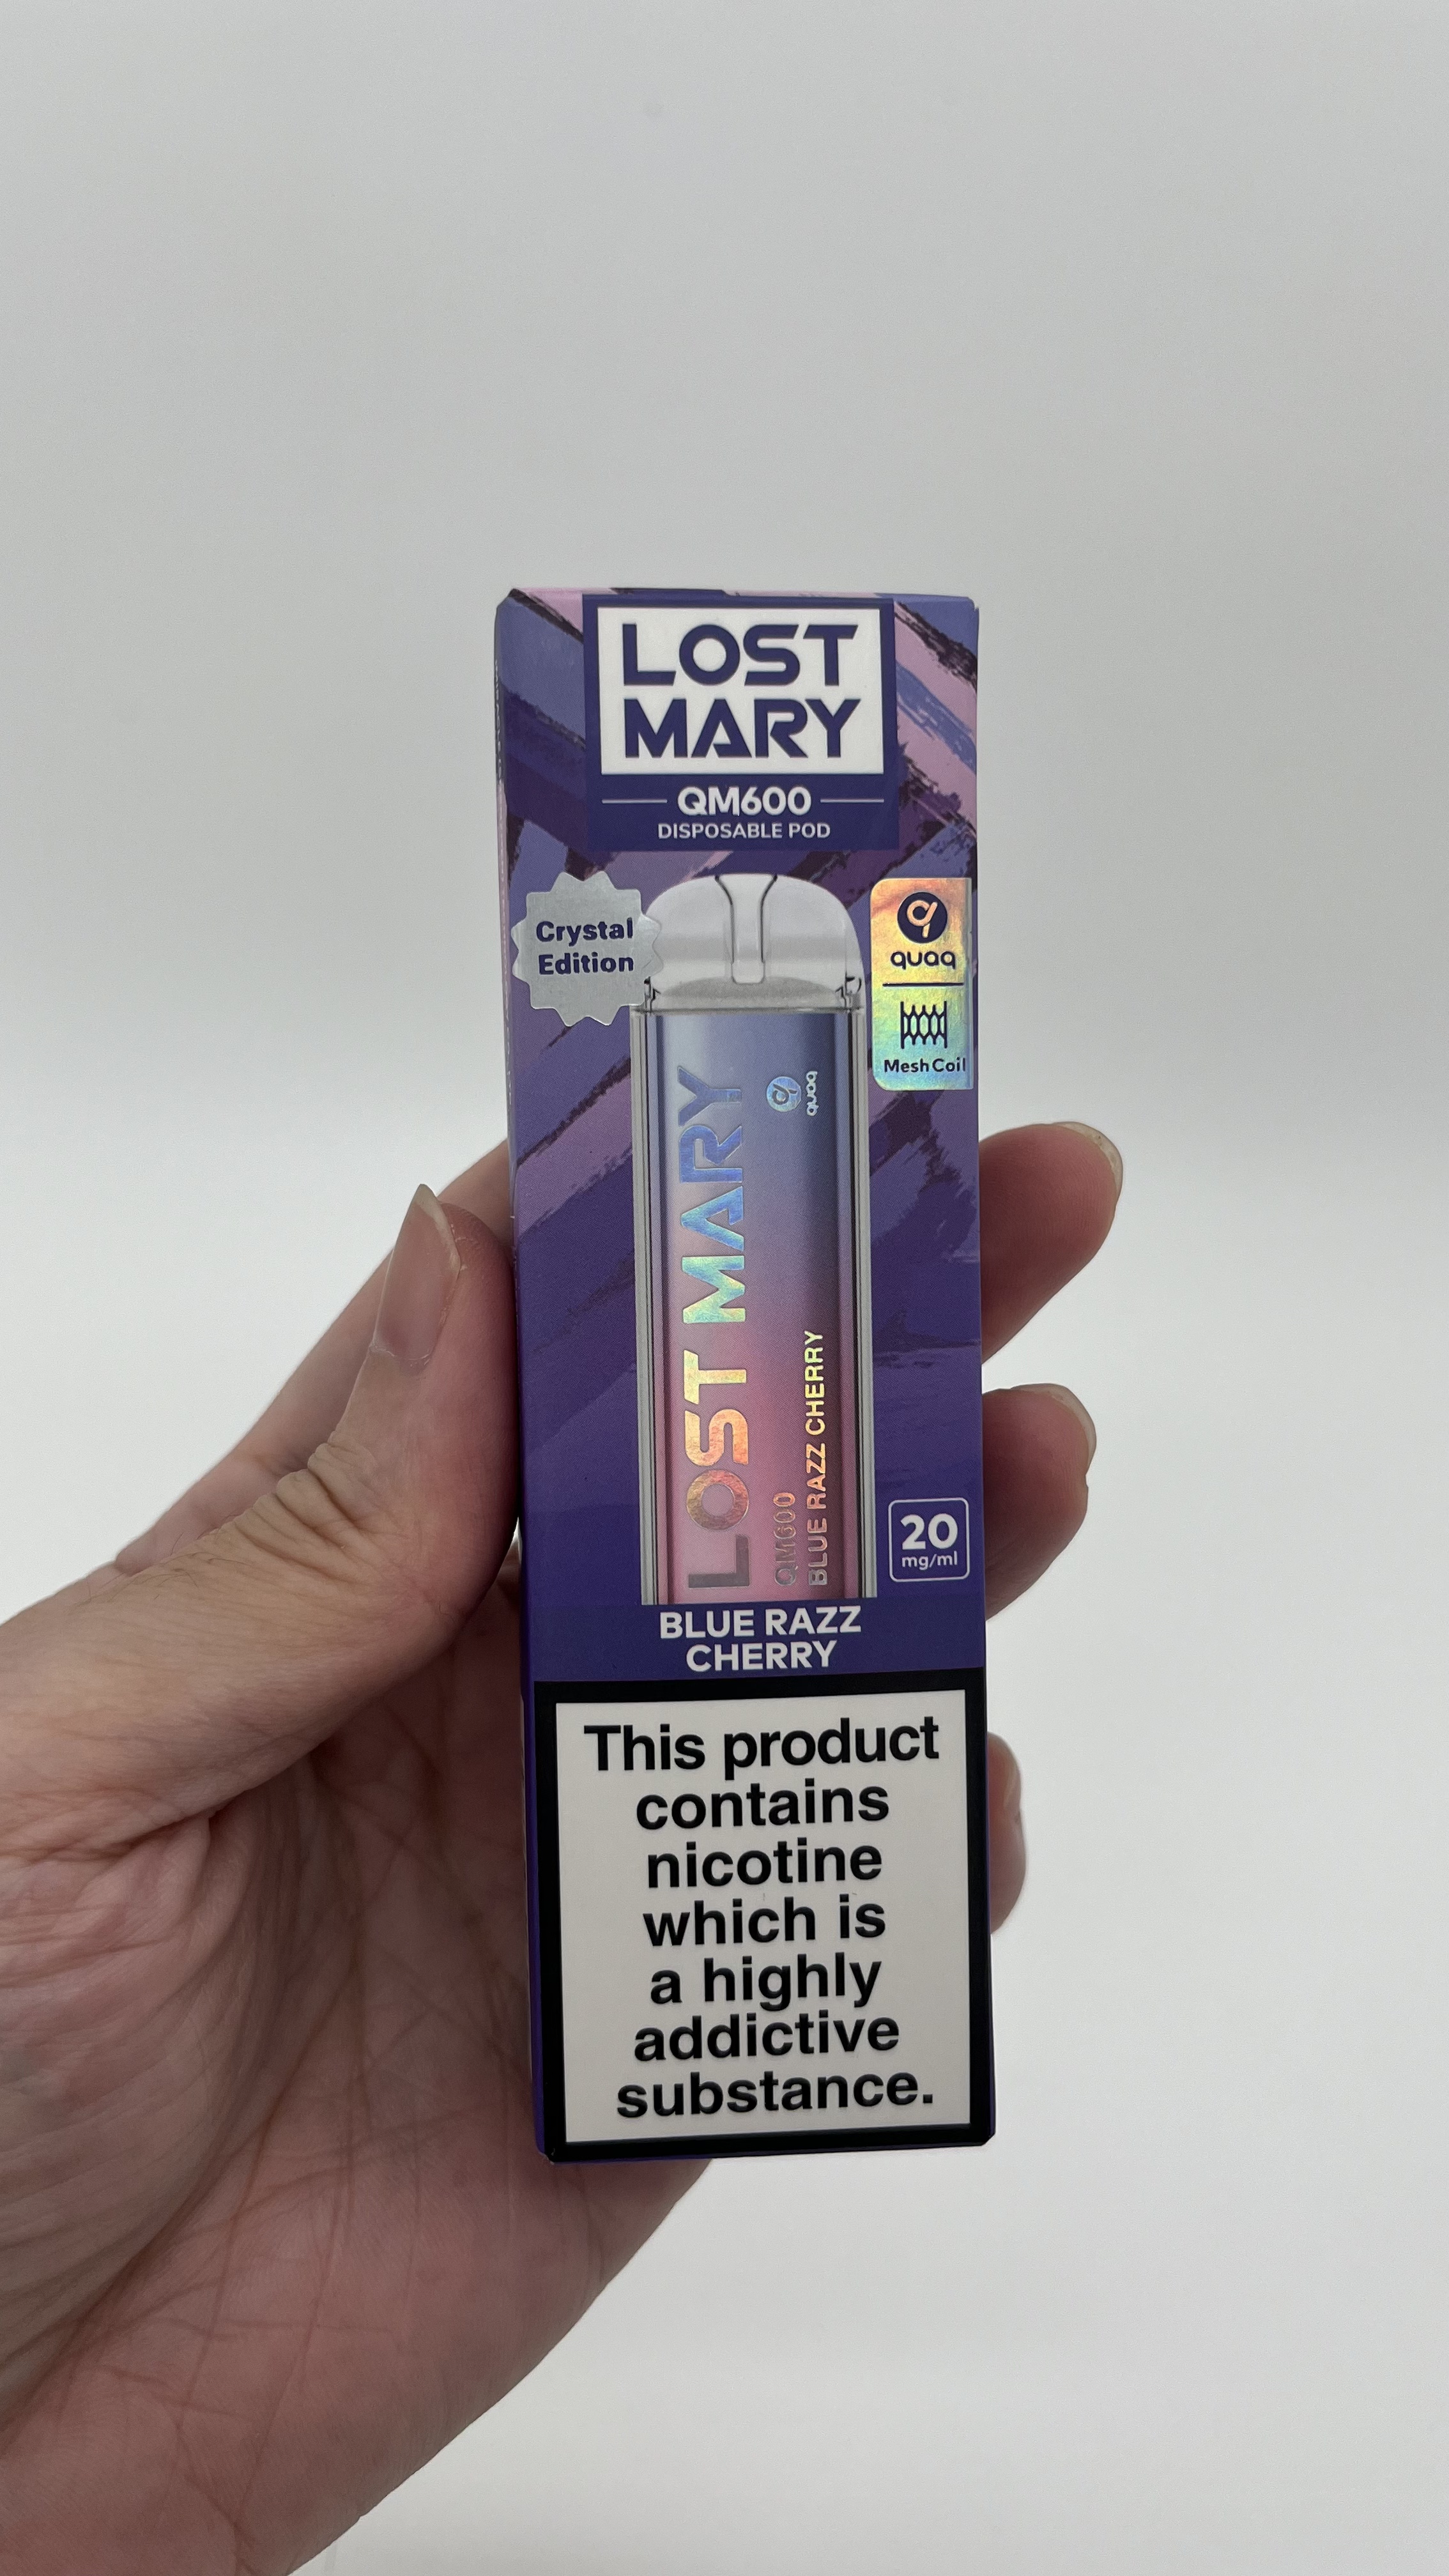 LOST
MARY
QM600
DISPOSABLE POD
Crystal
Edition
quaq
Mesh Coil
quaq
LOST MARY
QM600
BLUE RAZZ CHERRY
20
mg/ml
BLUE RAZZ
CHERRY
This product
contains
nicotine
which is
a highly
addictive
substance.